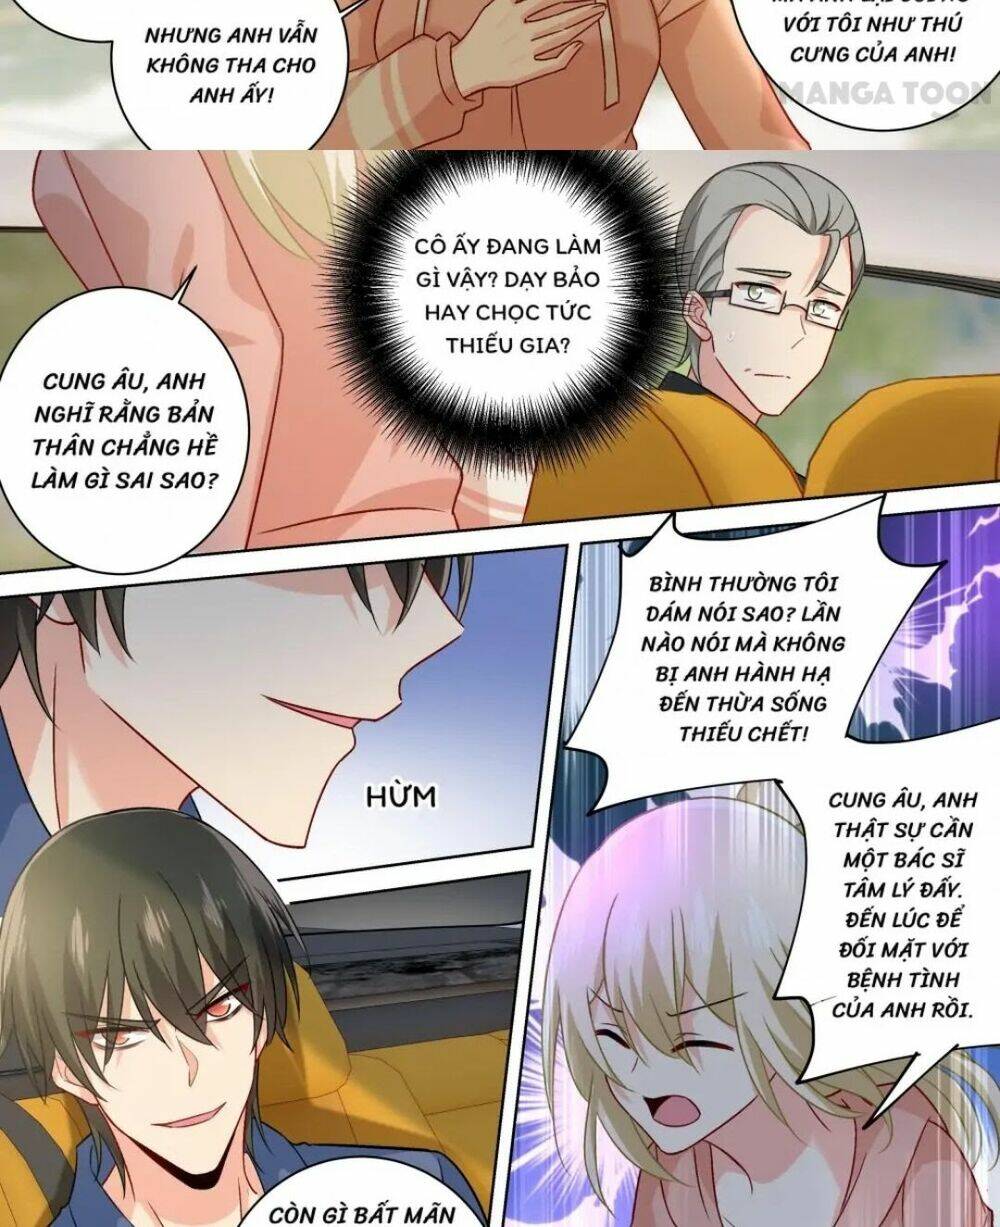 NHƯNG ANH VẪN
KHÔNG THA CHO
ANH ẤY!
VỚI TÔI NHƯ THÚ
CƯNG CỦA ANH!
MANGA TOON
CÔ ẤY ĐANG LÀM
GÌ VẬY? DẠY BẢO
HAY CHỌC TỨC
THIẾU GIA?
CUNG ÂU, ANH
NGHĨ RẰNG BẢN
THÂN CHẲNG HỀ
LÀM GÌ SAI SAO?
BÌNH THƯỜNG TÔI
DÁM NÓI SAO? LẦN
NÀO NÓI MÀ KHÔNG
BỊ ANH HÀNH HẠ
ĐẾN THỪA SỐNG
THIẾU CHẾT!
HỪM
CUNG ÂU, ANH
THẬT SỰ CẦN
MỘT BÁC SĨ
TÂM LÝ ĐẤY.
ĐẾN LÚC ĐỂ
ĐỐI MẶT VỚI
BỆNH TÌNH
CỦA ANH RỒI.
CÒN GÌ BẤT MÃN